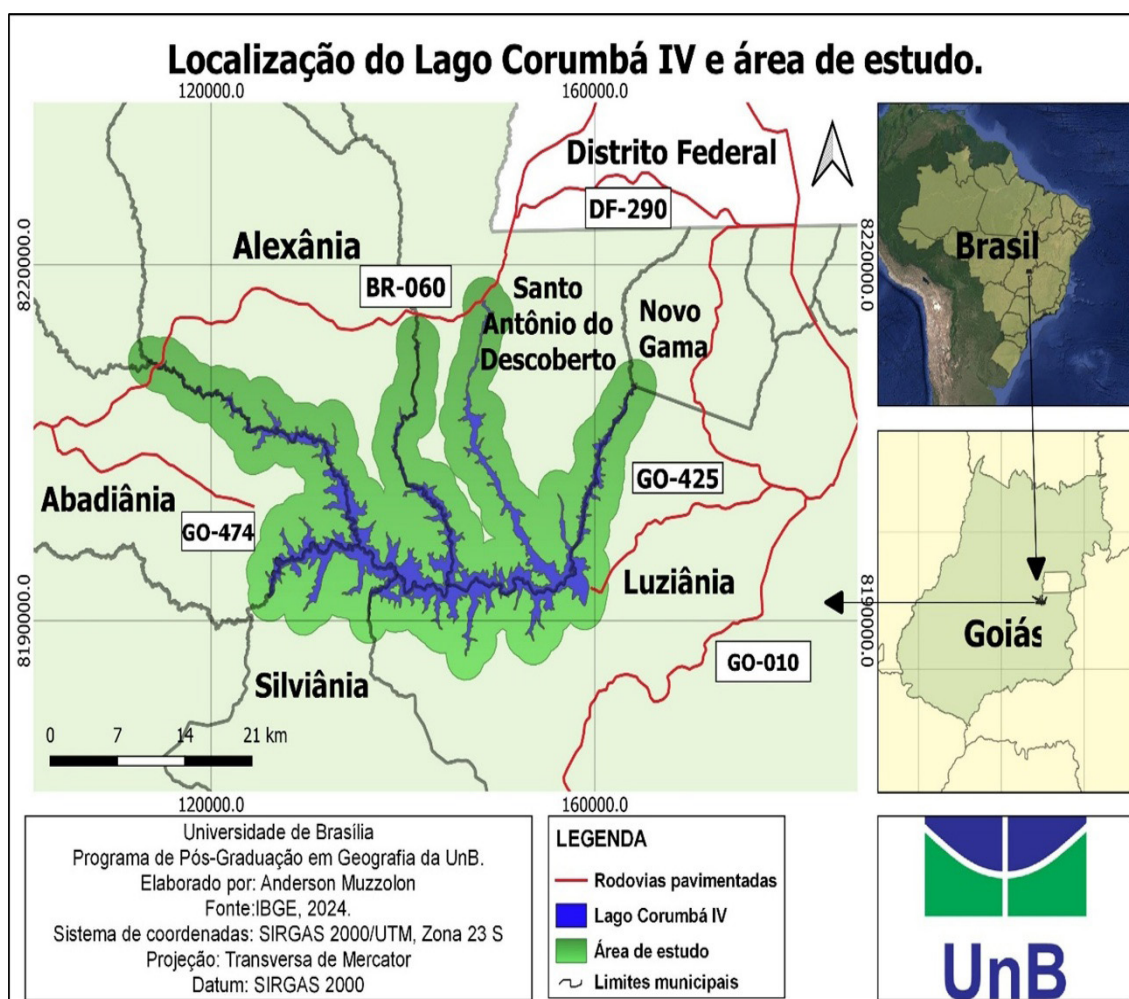 Localização do Lago Corumbá IV e área de estudo.
120000.0
160000.0
Distrito Federal
DF-290
Alexânia
BR-060
Santo
Antônio do
Descoberto
Novo
Gama
8220000.0
8220000.0
Abadiânia
GO-474
GO-425
Luziânia
8190000.0
8190000.0
GO-010
Silviânia
0 7 14 21 km
120000.0
160000.0
Brasil
Goiás
Universidade de Brasília
Programa de Pós-Graduação em Geografia da UnB.
Elaborado por: Anderson Muzzolon
Fonte:IBGE, 2024.
Sistema de coordenadas: SIRGAS 2000/UTM, Zona 23 S
Projeção: Transversa de Mercator
Datum: SIRGAS 2000
LEGENDA
Rodovias pavimentadas
Lago Corumbá IV
Área de estudo
Limites municipais
UnB